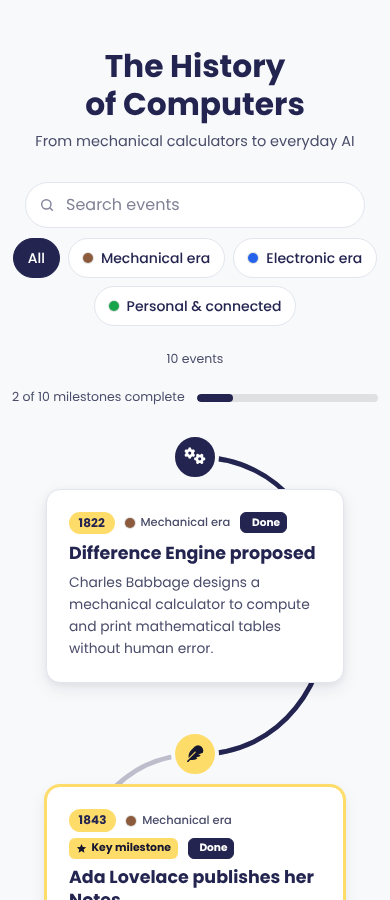 The History
of Computers
From mechanical calculators to everyday AI
Search events
All
Mechanical era
Electronic era
Personal & connected
10 events
2 of 10 milestones complete
1822
Mechanical era
Done
Difference Engine proposed
Charles Babbage designs a
mechanical calculator to compute
and print mathematical tables
without human error.
1843
Mechanical era
Key milestone
Done
Ada Lovelace publishes her
Notes